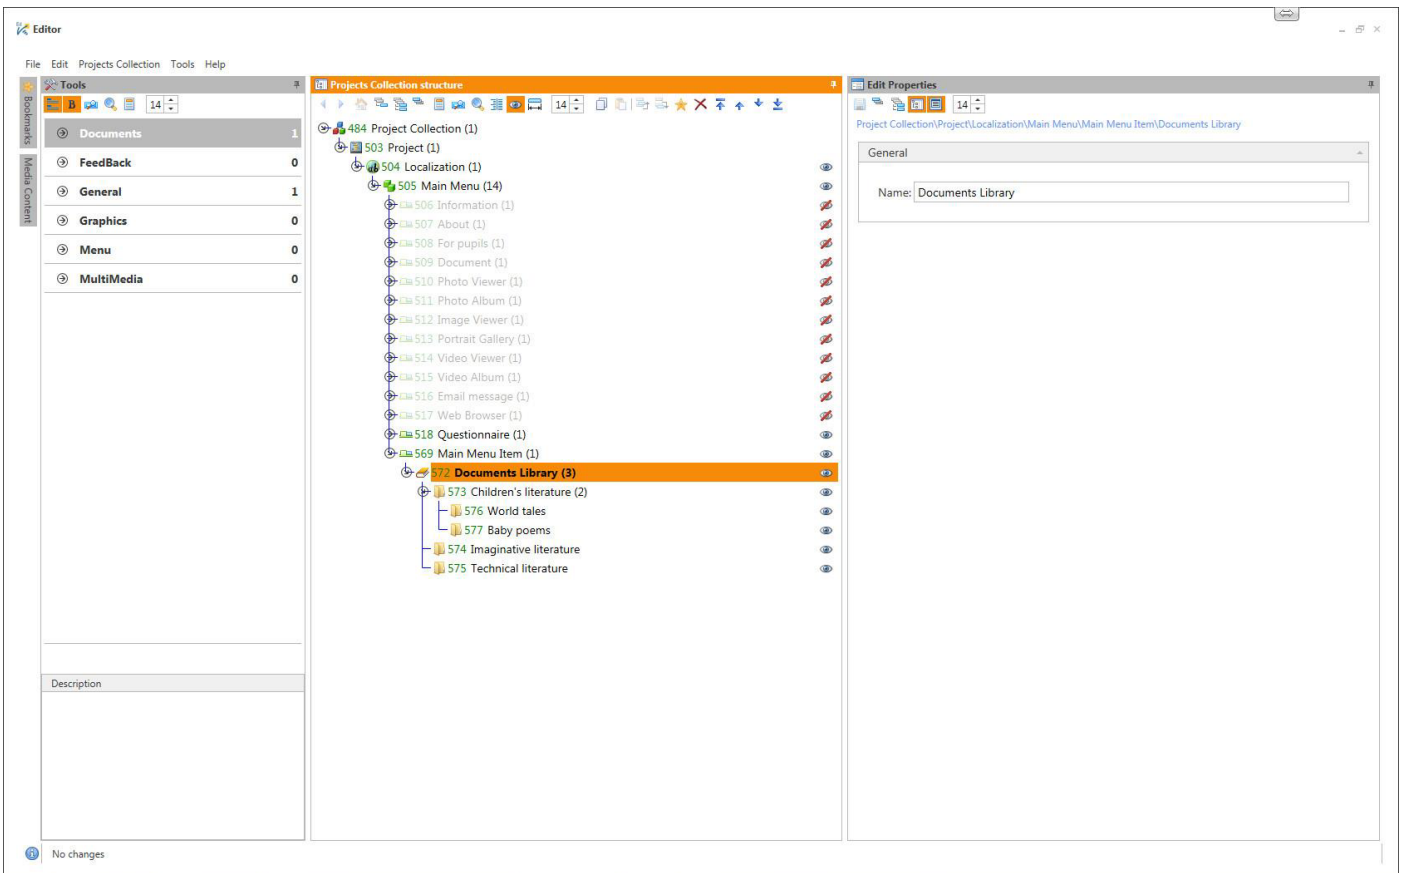 Editor
File Edit Projects Collection Tools Help
Bookmarks
Media Content
Tools
14
Documents 1
FeedBack 0
General 1
Graphics 0
Menu 0
MultiMedia 0
Description
Projects Collection structure
14
484 Project Collection (1)
503 Project (1)
504 Localization (1)
505 Main Menu (14)
506 Information (1)
507 About (1)
508 For pupils (1)
509 Document (1)
510 Photo Viewer (1)
511 Photo Album (1)
512 Image Viewer (1)
513 Portrait Gallery (1)
514 Video Viewer (1)
515 Video Album (1)
516 Email message (1)
517 Web Browser (1)
518 Questionnaire (1)
569 Main Menu Item (1)
572 Documents Library (3)
573 Children's literature (2)
576 World tales
577 Baby poems
574 Imaginative literature
575 Technical literature
Edit Properties
14
Project Collection\Project\Localization\Main Menu\Main Menu Item\Documents Library
General
Name: Documents Library
No changes